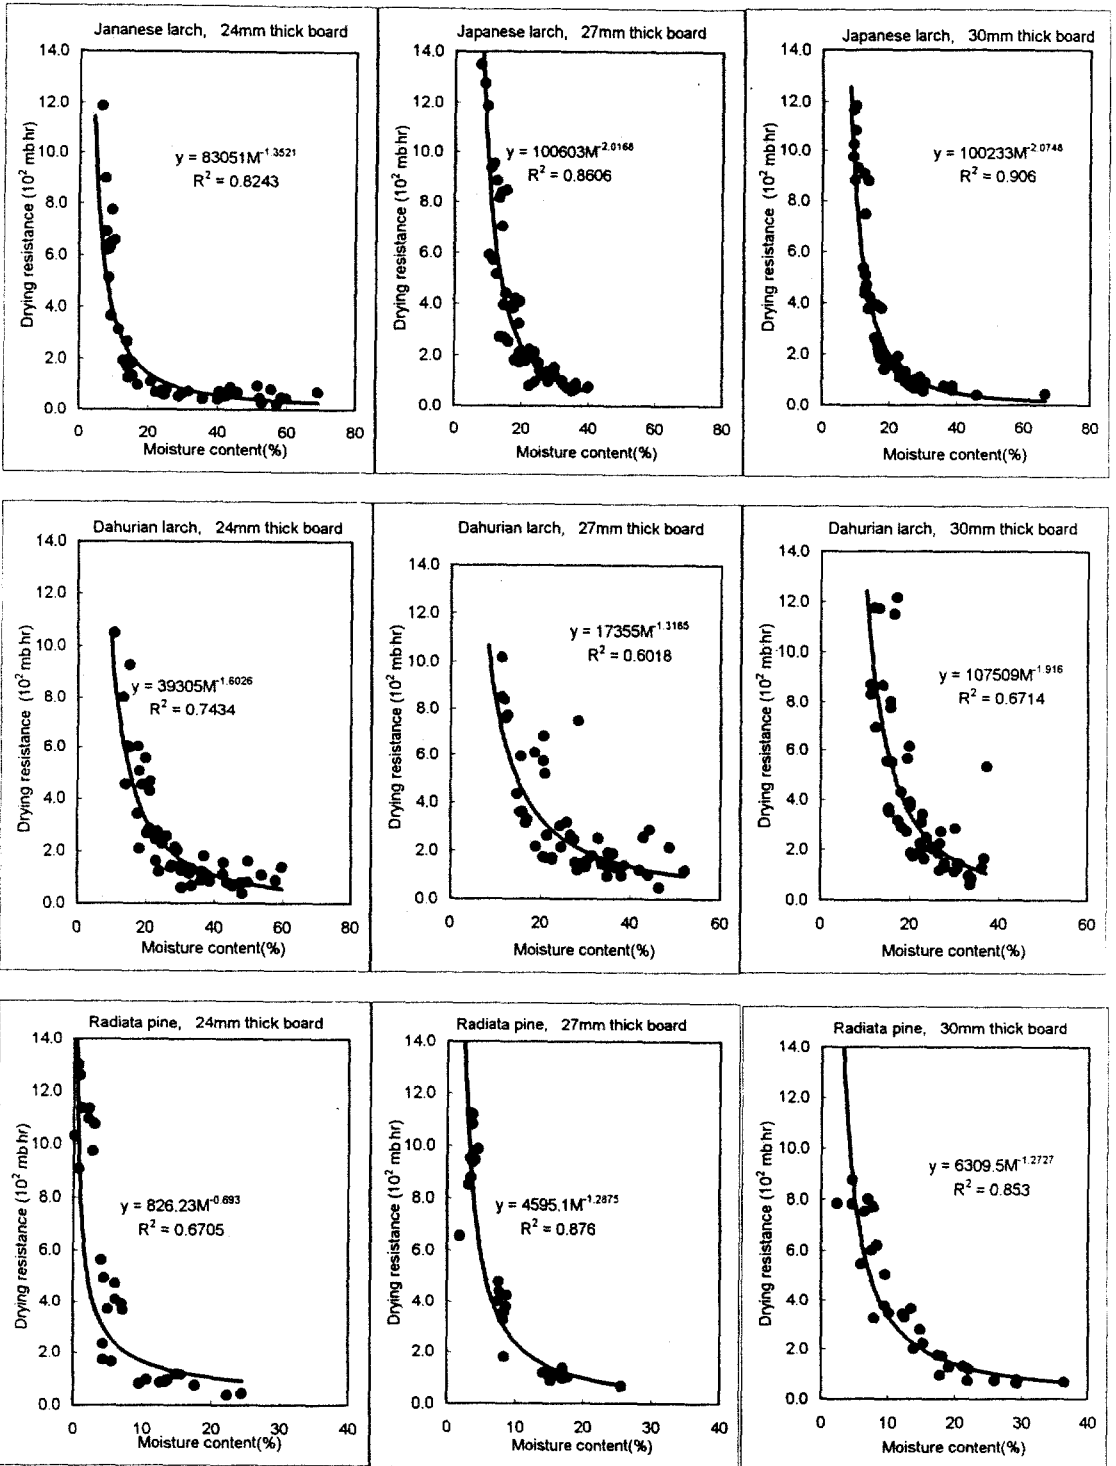 Jananese larch, 24mm thick board
14.0
12.0
10.0
8.0
6.0
4.0
2.0
0.0
Drying resistance (10² mb hr)
y = 83051M^-1.3521
R² = 0.8243
0 20 40 60 80
Moisture content(%)
Japanese larch, 27mm thick board
14.0
12.0
10.0
8.0
6.0
4.0
2.0
0.0
Drying resistance (10² mb hr)
y = 100603M^-2.0168
R² = 0.8606
0 20 40 60 80
Moisture content(%)
Japanese larch, 30mm thick board
14.0
12.0
10.0
8.0
6.0
4.0
2.0
0.0
Drying resistance (10² mb hr)
y = 100233M^-2.0748
R² = 0.906
0 20 40 60 80
Moisture content(%)
Dahurian larch, 24mm thick board
14.0
12.0
10.0
8.0
6.0
4.0
2.0
0.0
Drying resistance (10² mb hr)
y = 39305M^-1.6026
R² = 0.7434
0 20 40 60 80
Moisture content(%)
Dahurian larch, 27mm thick board
14.0
12.0
10.0
8.0
6.0
4.0
2.0
0.0
Drying resistance (10² mb hr)
y = 17355M^-1.3165
R² = 0.6018
0 20 40 60
Moisture content(%)
Dahurian larch, 30mm thick board
14.0
12.0
10.0
8.0
6.0
4.0
2.0
0.0
Drying resistance (10² mb hr)
y = 107509M^-1.916
R² = 0.6714
0 20 40 60
Moisture content(%)
Radiata pine, 24mm thick board
14.0
12.0
10.0
8.0
6.0
4.0
2.0
0.0
Drying resistance (10² mb hr)
y = 826.23M^-0.693
R² = 0.6705
0 10 20 30 40
Moisture content(%)
Radiata pine, 27mm thick board
14.0
12.0
10.0
8.0
6.0
4.0
2.0
0.0
Drying resistance (10² mb hr)
y = 4595.1M^-1.2875
R² = 0.876
0 10 20 30 40
Moisture content(%)
Radiata pine, 30mm thick board
14.0
12.0
10.0
8.0
6.0
4.0
2.0
0.0
Drying resistance (10² mb hr)
y = 6309.5M^-1.2727
R² = 0.853
0 10 20 30 40
Moisture content(%)